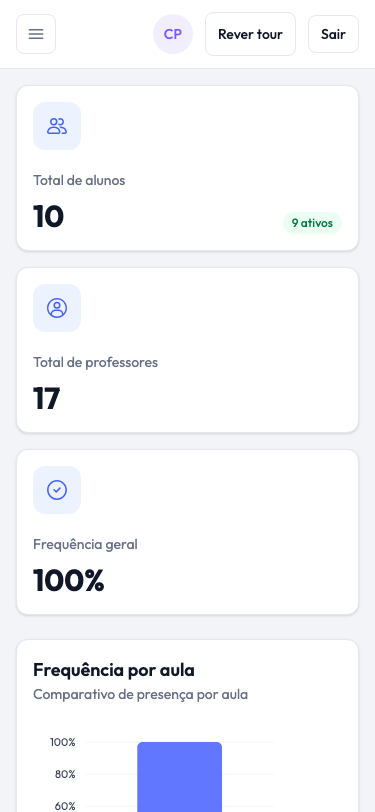 CP
Rever tour
Sair
Total de alunos
10
9 ativos
Total de professores
17
Frequência geral
100%
Frequência por aula
Comparativo de presença por aula
100%
80%
60%